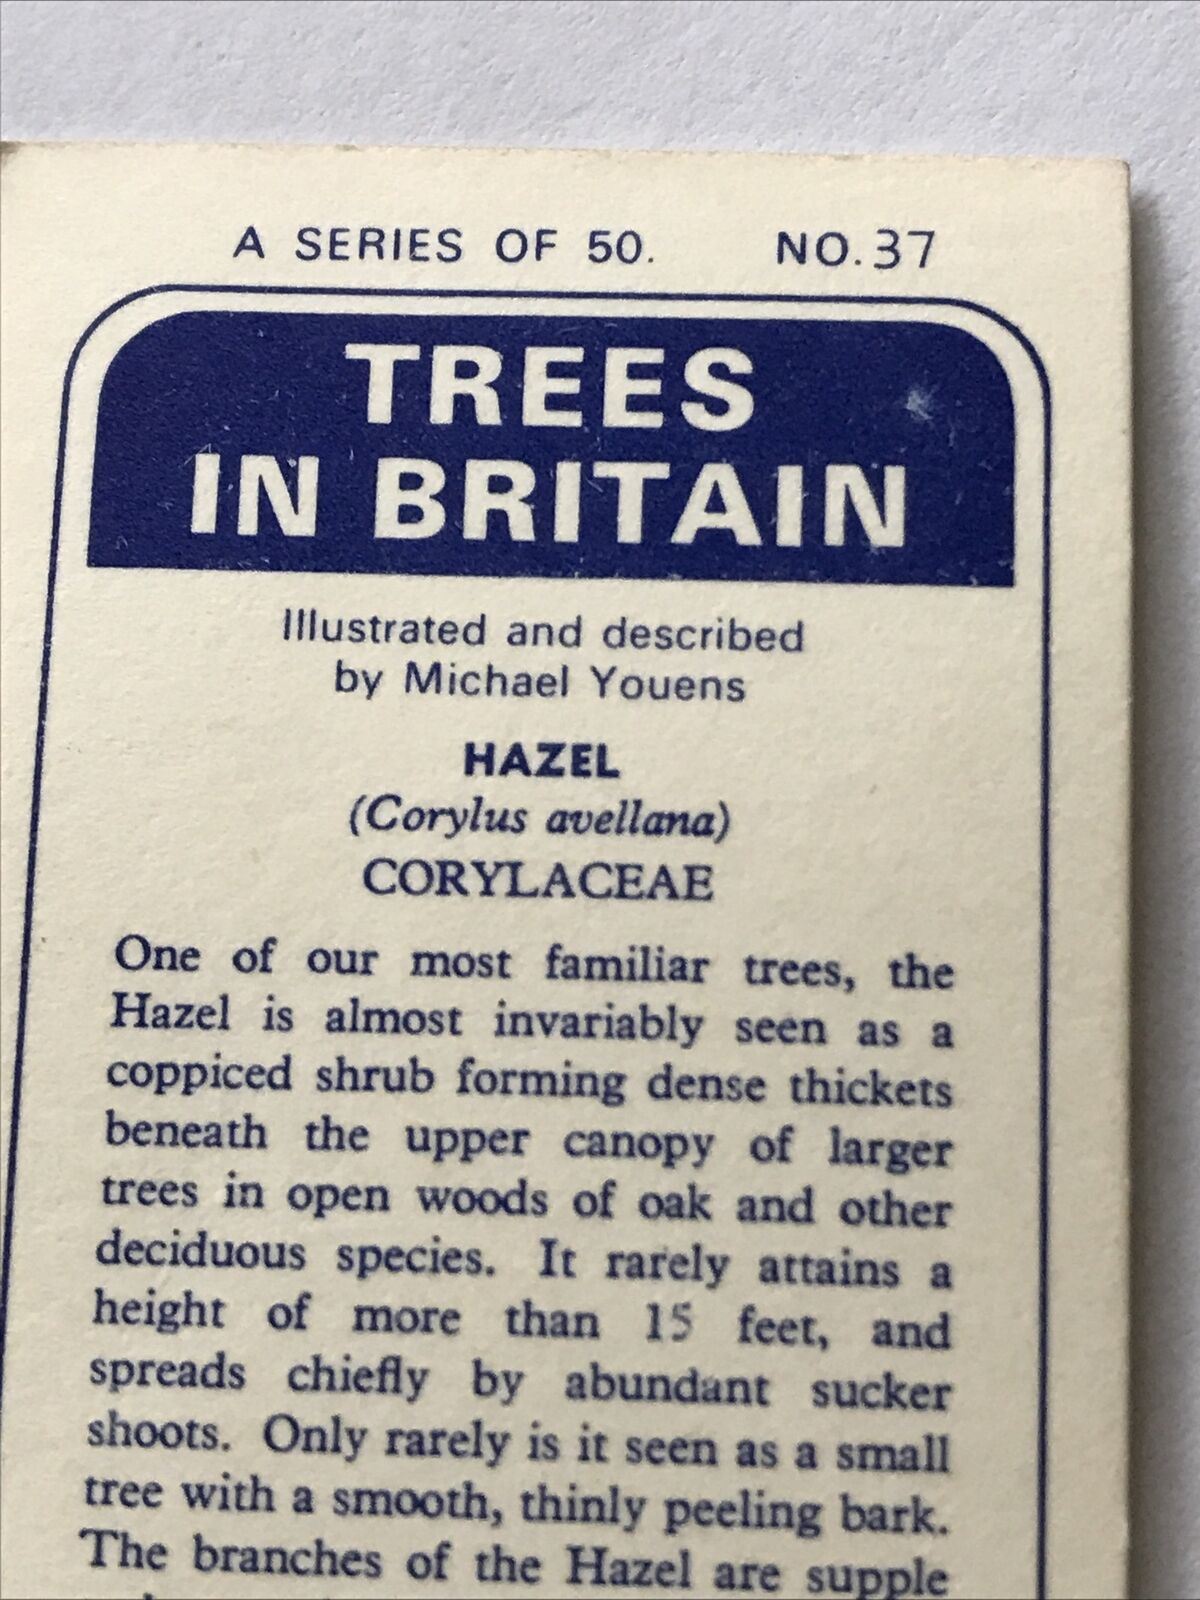 A SERIES OF 50. NO. 37
TREES
IN BRITAIN
Illustrated and described
by Michael Youens
HAZEL
(Corylus avellana)
CORYLACEAE
One of our most familiar trees, the
Hazel is almost invariably seen as a
coppiced shrub forming dense thickets
beneath the upper canopy of larger
trees in open woods of oak and other
deciduous species. It rarely attains a
height of more than 15 feet, and
spreads chiefly by abundant sucker
shoots. Only rarely is it seen as a small
tree with a smooth, thinly peeling bark.
The branches of the Hazel are supple